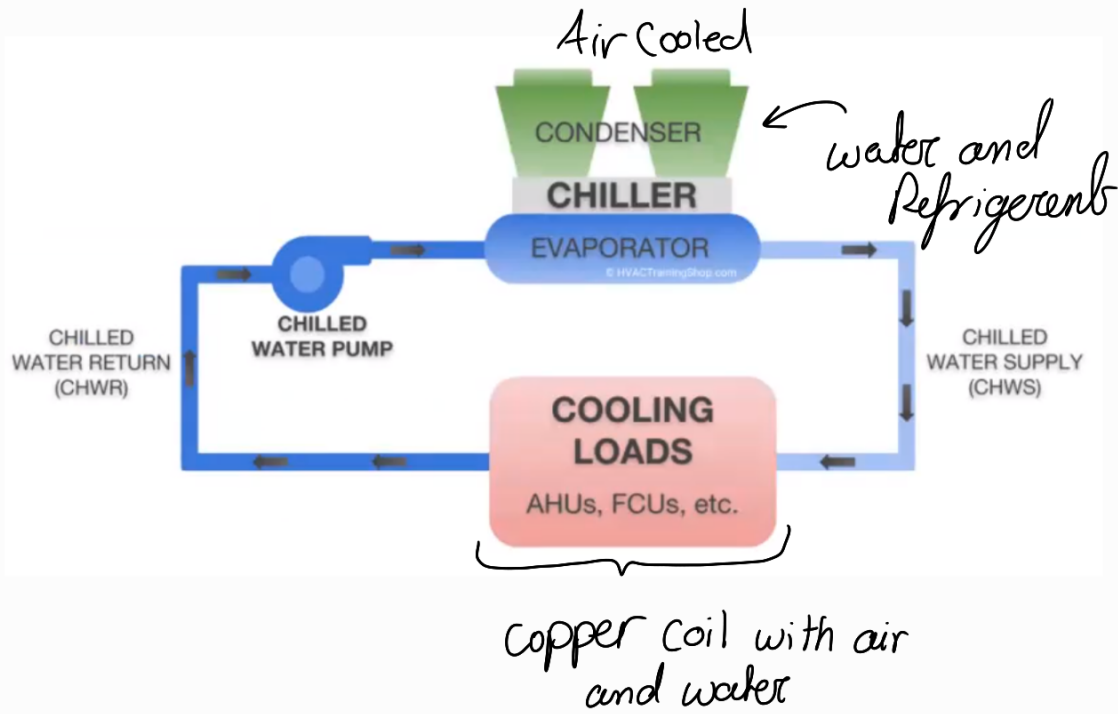 Air Cooled
CONDENSER
water and
Refrigerent
CHILLER
EVAPORATOR
© HVACTrainingShop.com
CHILLED
WATER PUMP
CHILLED
WATER RETURN
(CHWR)
CHILLED
WATER SUPPLY
(CHWS)
COOLING
LOADS
AHUs, FCUs, etc.
copper coil with air
and water